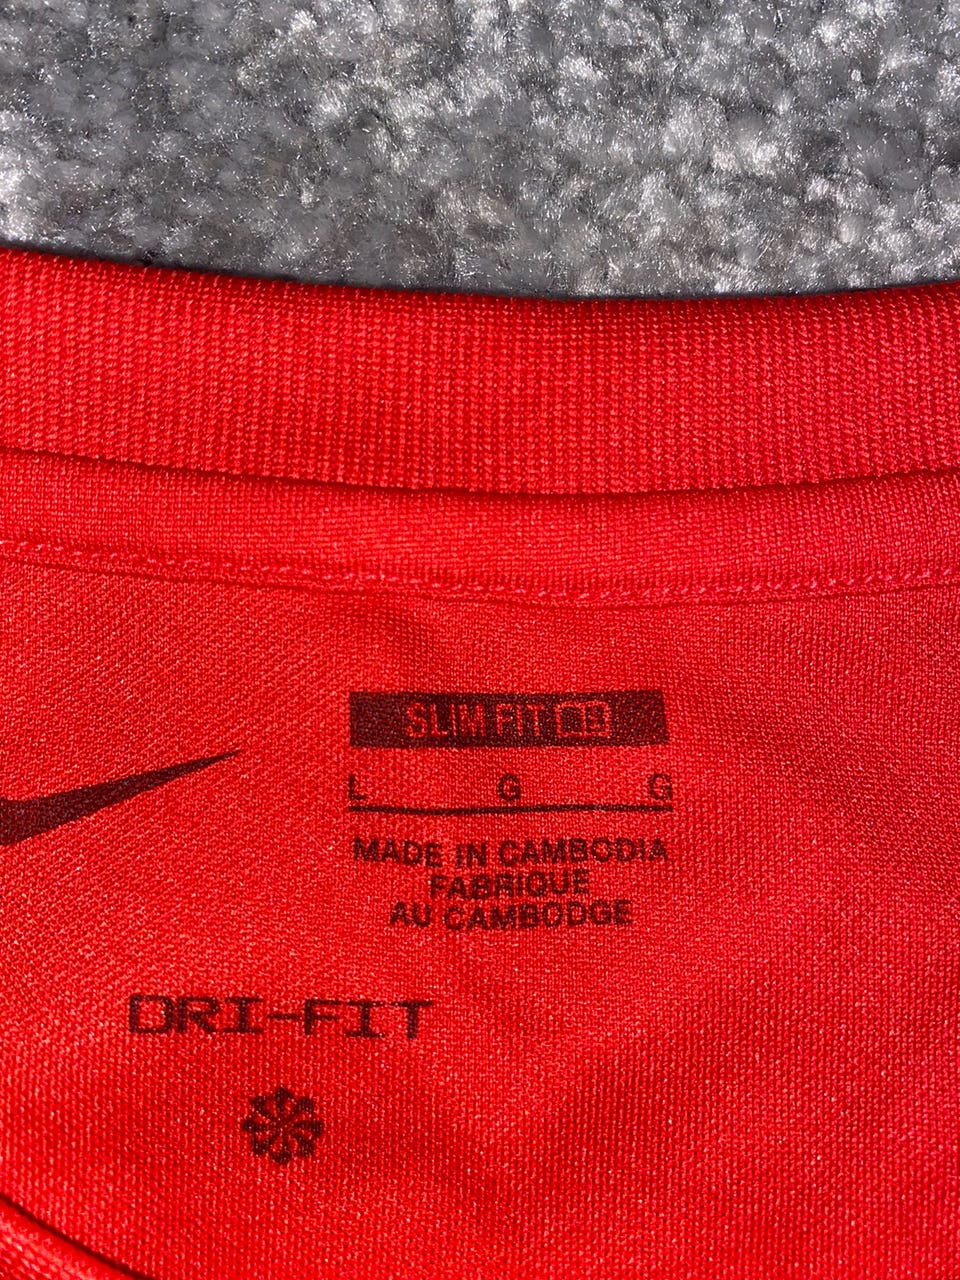 SLIM FIT
L G G
MADE IN CAMBODIA
FABRIQUE
AU CAMBODGE
DRI-FIT